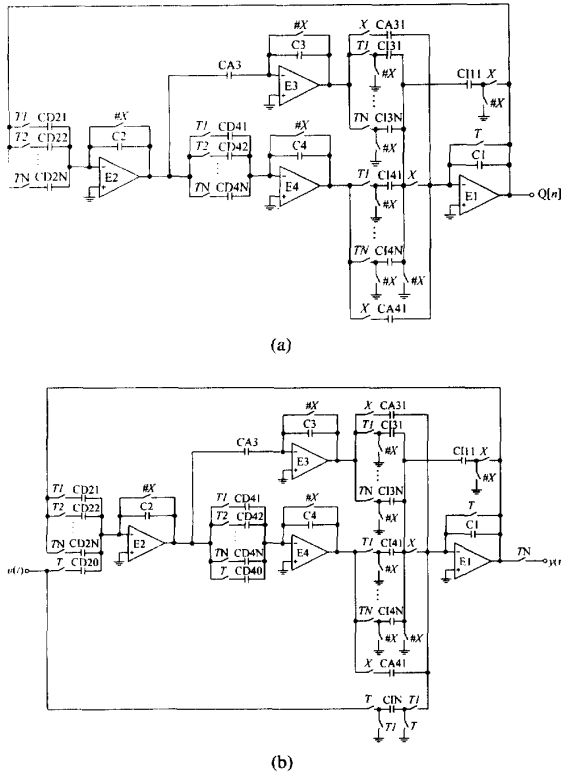 #X
X CA31
C3
T1 CI31
CA3
#X
CI11 X
E3
#X
T1 CD21
#X
TN CI3N
T
T2 CD22
C2
T1 CD41
#X
#X
C1
T2 CD42
C4
TN CD2N
E2
T1 CI41
X
E1
Q[n]
TN CD4N
E4
#X
TN CI4N
#X
#X
X CA41
(a)
#X
X CA31
C3
T1 CI31
CA3
#X
CI11 X
E3
#X
T1 CD21
#X
TN CI3N
T2 CD22
C2
T1 CD41
#X
#X
T
T2 CD42
C4
C1
TN CD2N
E2
TN CD4N
T1 CI41
X
TN
T CD20
T CD40
E4
#X
E1
TN CI4N
#X
#X
X CA41
T CIN T1
T1
T
(b)